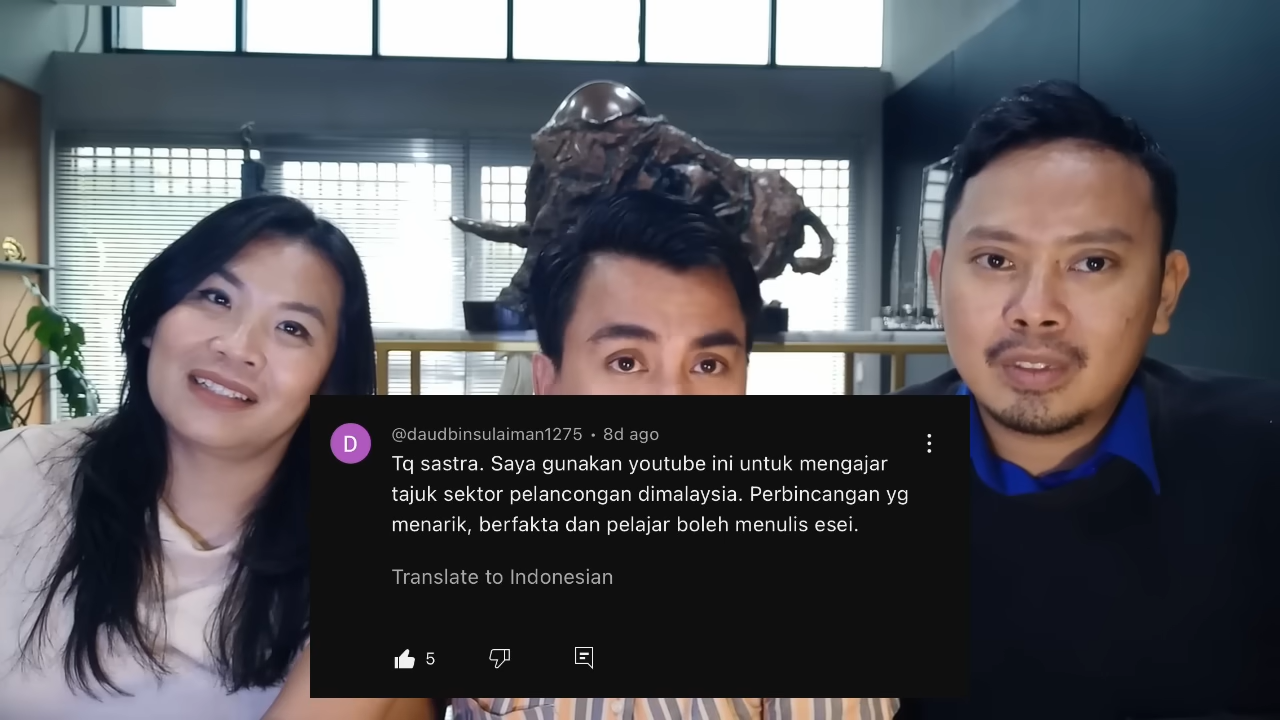 D
@daudbinsulaiman1275 • 8d ago
Tq sastra. Saya gunakan youtube ini untuk mengajar
tajuk sektor pelancongan dimalaysia. Perbincangan yg
menarik, berfakta dan pelajar boleh menulis esei.
Translate to Indonesian
5